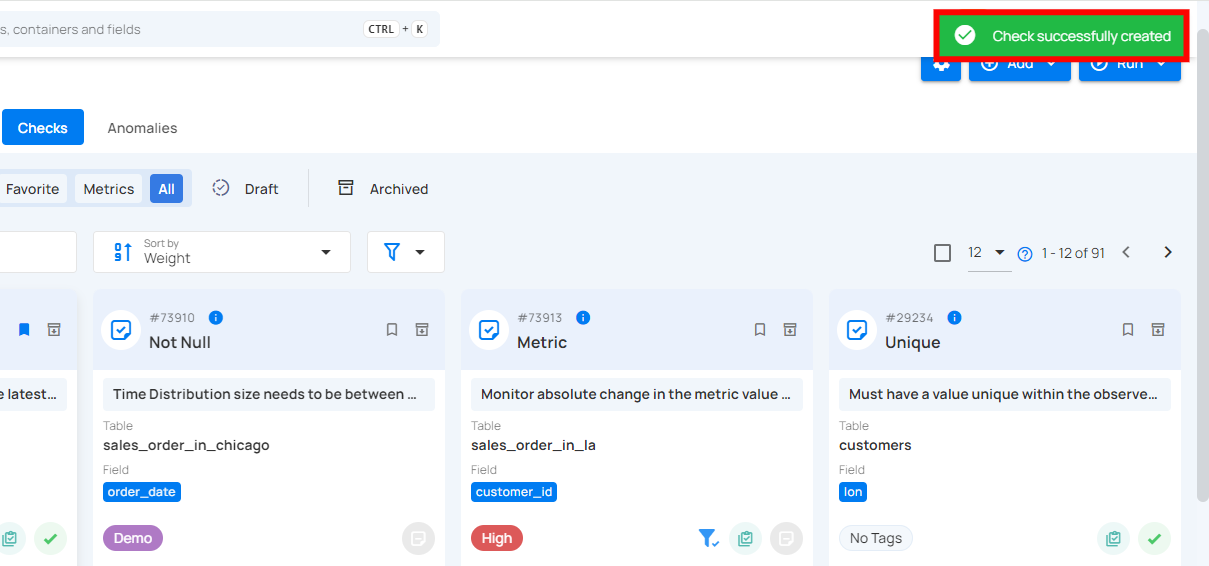 s, containers and fields
CTRL + K
Check successfully created
Add
Run
Checks
Anomalies
Favorite
Metrics
All
Draft
Archived
Sort by
Weight
12
1 - 12 of 91
#73910
Not Null
#73913
Metric
#29234
Unique
e latest...
Time Distribution size needs to be between ...
Monitor absolute change in the metric value ...
Must have a value unique within the observe...
Table
sales_order_in_chicago
Field
order_date
Demo
Table
sales_order_in_la
Field
customer_id
High
Table
customers
Field
lon
No Tags